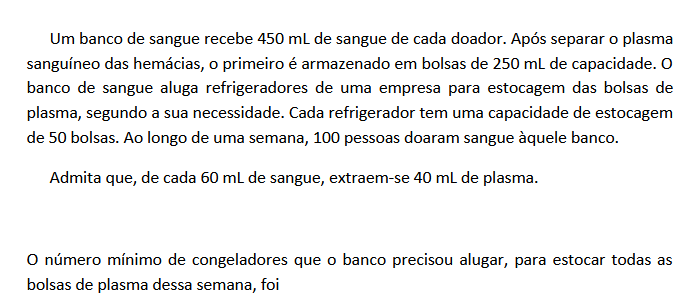 Um banco de sangue recebe 450 mL de sangue de cada doador. Após separar o plasma
sanguíneo das hemácias, o primeiro é armazenado em bolsas de 250 mL de capacidade. O
banco de sangue aluga refrigeradores de uma empresa para estocagem das bolsas de
plasma, segundo a sua necessidade. Cada refrigerador tem uma capacidade de estocagem
de 50 bolsas. Ao longo de uma semana, 100 pessoas doaram sangue àquele banco.
Admita que, de cada 60 mL de sangue, extraem-se 40 mL de plasma.
O número mínimo de congeladores que o banco precisou alugar, para estocar todas as
bolsas de plasma dessa semana, foi